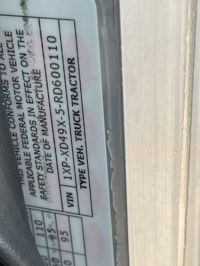 THIS VEHICLE CONFORMS TO ALL
APPLICABLE FEDERAL MOTOR VEHICLE
SAFETY STANDARDS IN EFFECT ON THE
DATE OF MANUFACTURE
VIN 1XP-XD49X-5-RD600110
TYPE VEH. TRUCK TRACTOR
110
95
95